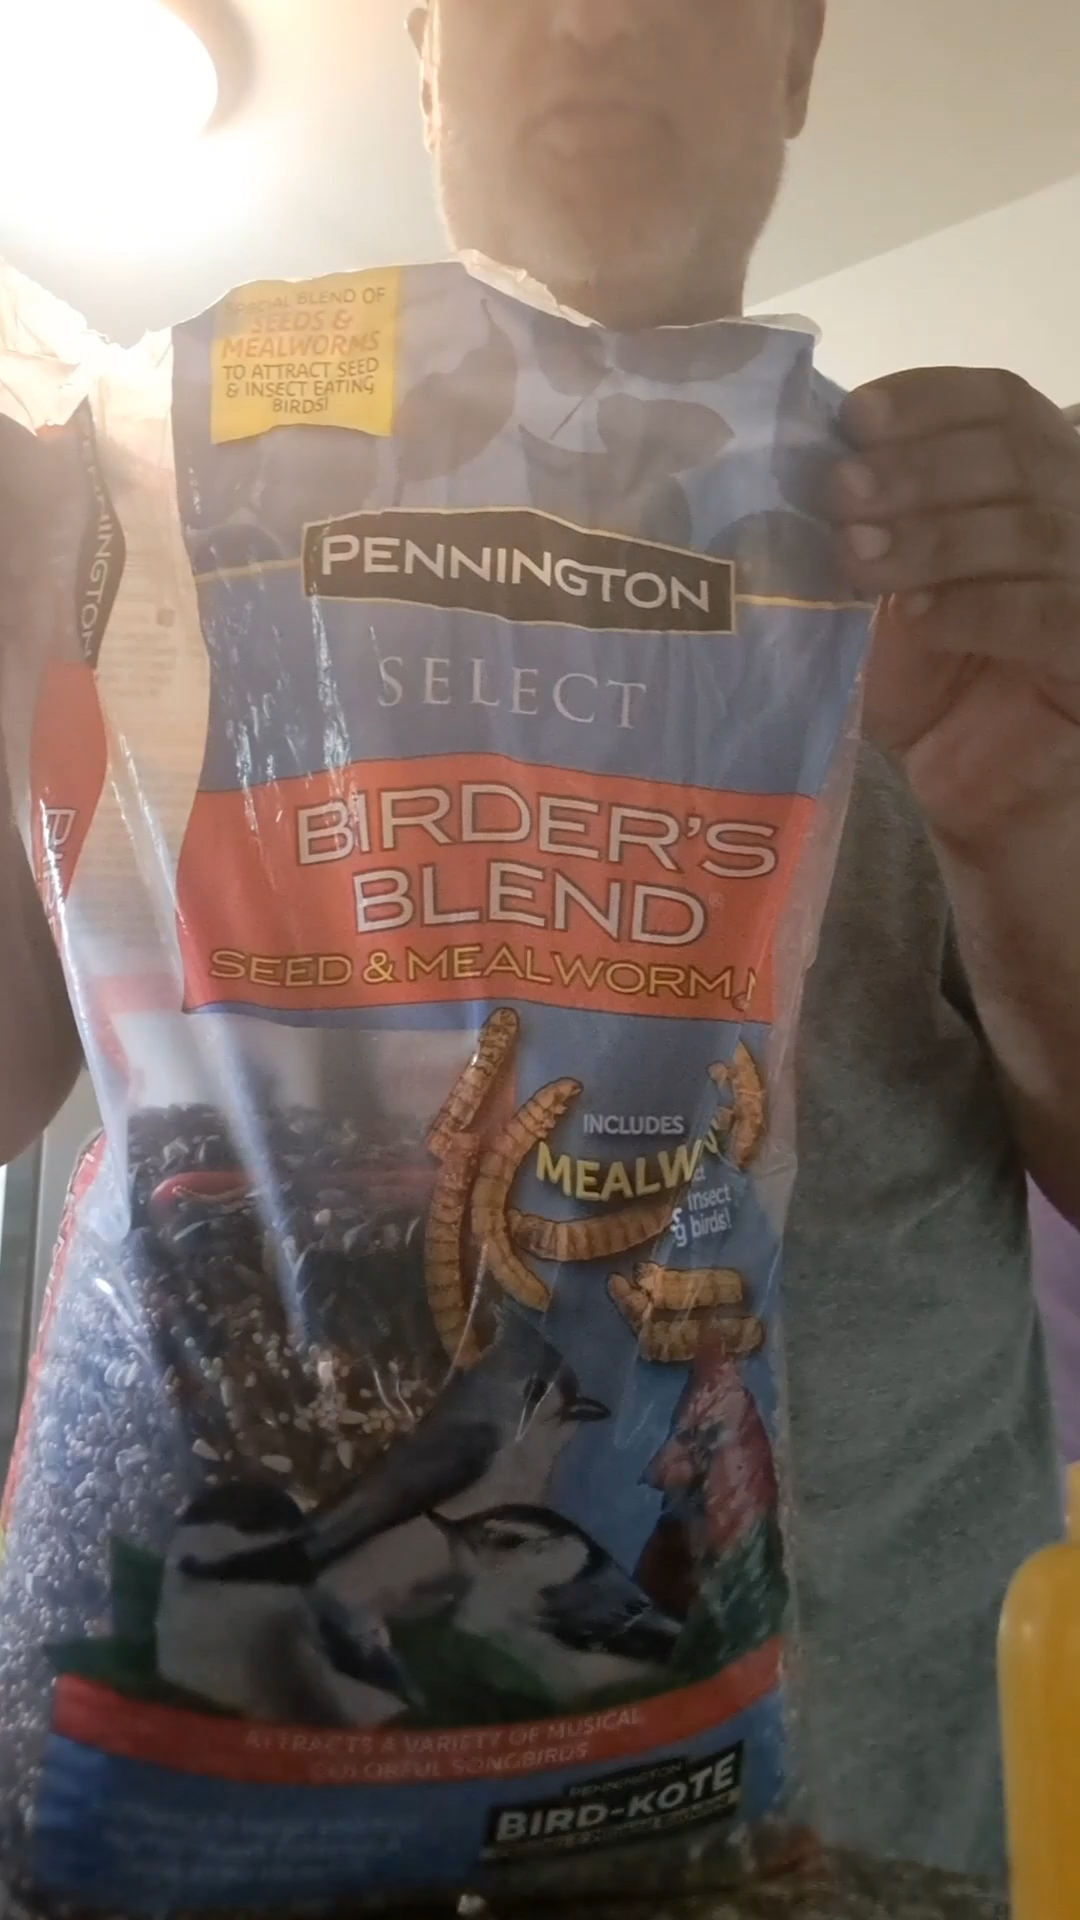 SPECIAL BLEND OF
SEEDS &
MEALWORMS
TO ATTRACT SEED
& INSECT EATING
BIRDS!
PENNINGTON
SELECT
BIRDER'S
BLEND®
SEED & MEALWORM
INCLUDES
MEALW
insect
birds!
ATTRACTS A VARIETY OF MUSICAL
COLORFUL SONGBIRDS
PENNINGTON
BIRD-KOTE
NNINGTON